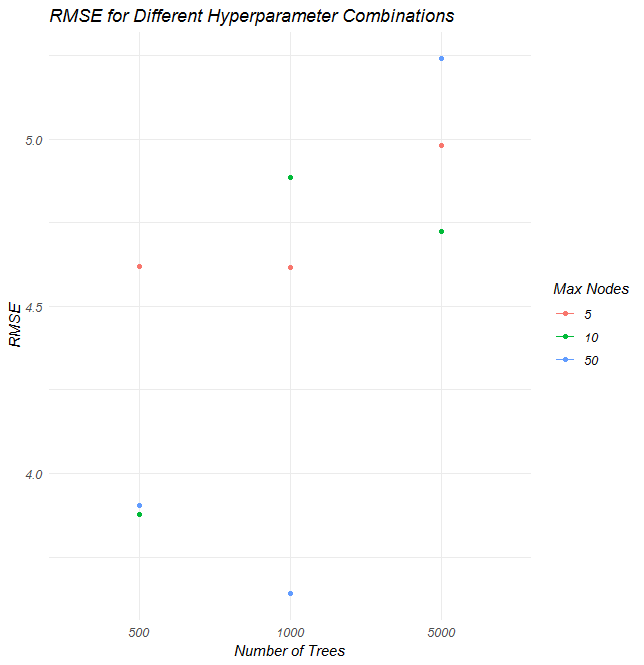 RMSE for Different Hyperparameter Combinations
5.0
4.5
4.0
RMSE
500
1000
5000
Number of Trees
Max Nodes
5
10
50